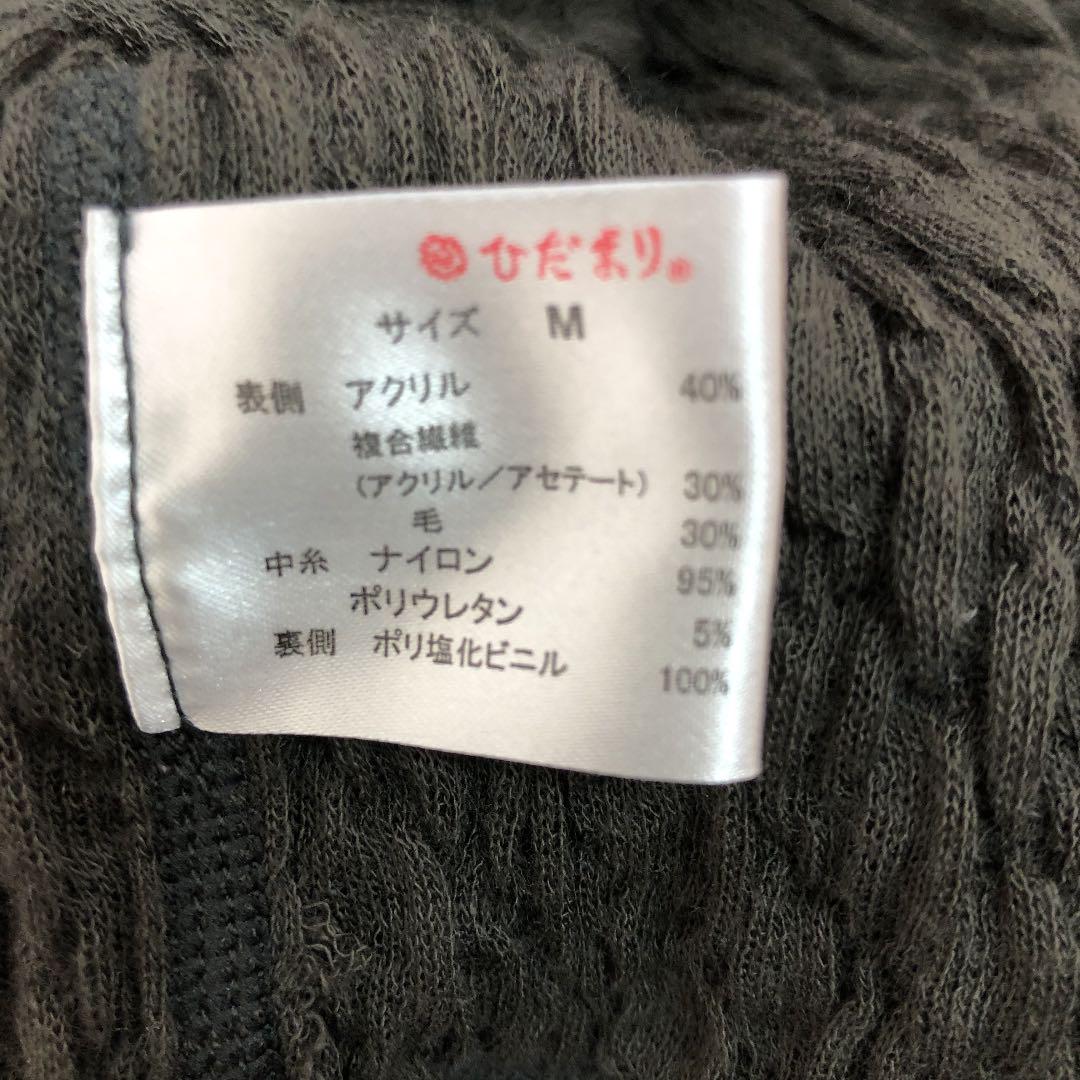 ひだまり®
サイズ M
表側 アクリル 40%
複合繊維
(アクリル/アセテート) 30%
毛 30%
中糸 ナイロン 95%
ポリウレタン 5%
裏側 ポリ塩化ビニル 100%